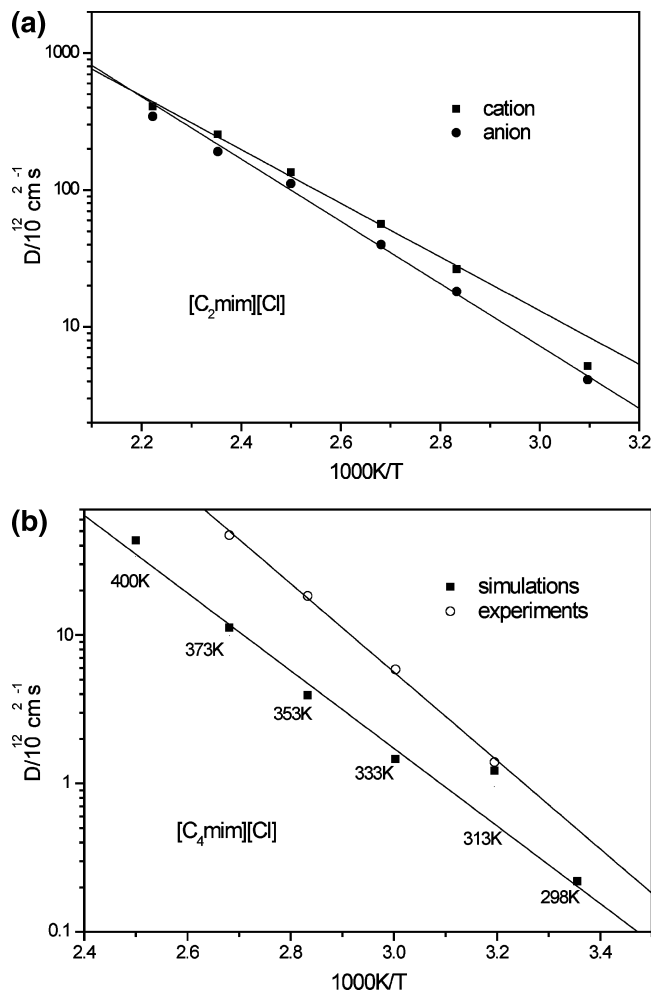 (a)
1000
100
10
cation
anion
[C2mim][Cl]
D/10 12 cm 2 s -1
2.2 2.4 2.6 2.8 3.0 3.2
1000K/T
(b)
10
1
0.1
simulations
experiments
400K
373K
353K
333K
313K
298K
[C4mim][Cl]
D/10 12 cm 2 s -1
2.4 2.6 2.8 3.0 3.2 3.4
1000K/T